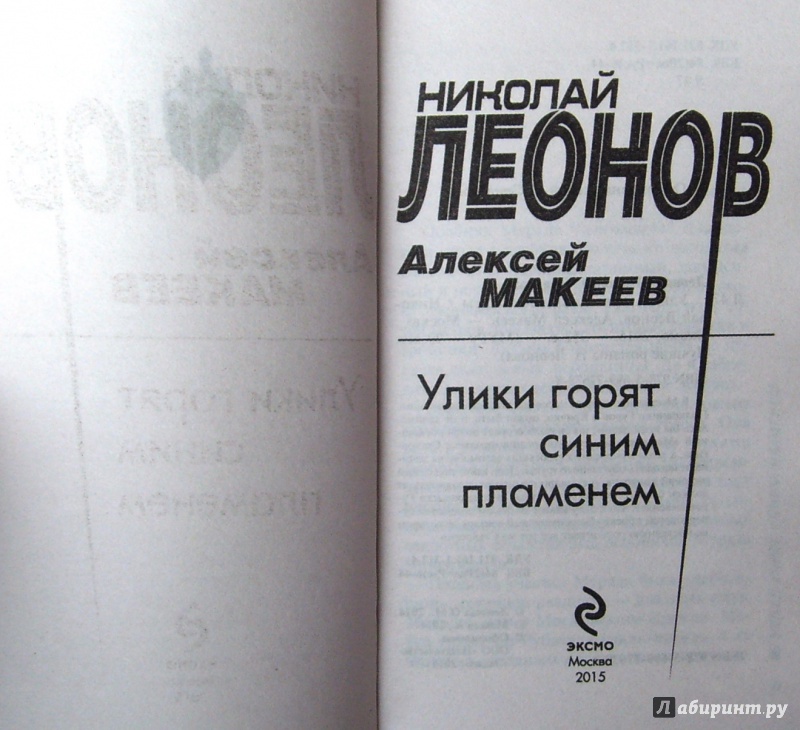 НИКОЛАЙ
ЛЕОНОВ
Алексей
МАКЕЕВ
Улики горят
синим
пламенем
ЭКСМО
Москва
2015
Лабиринт.ру